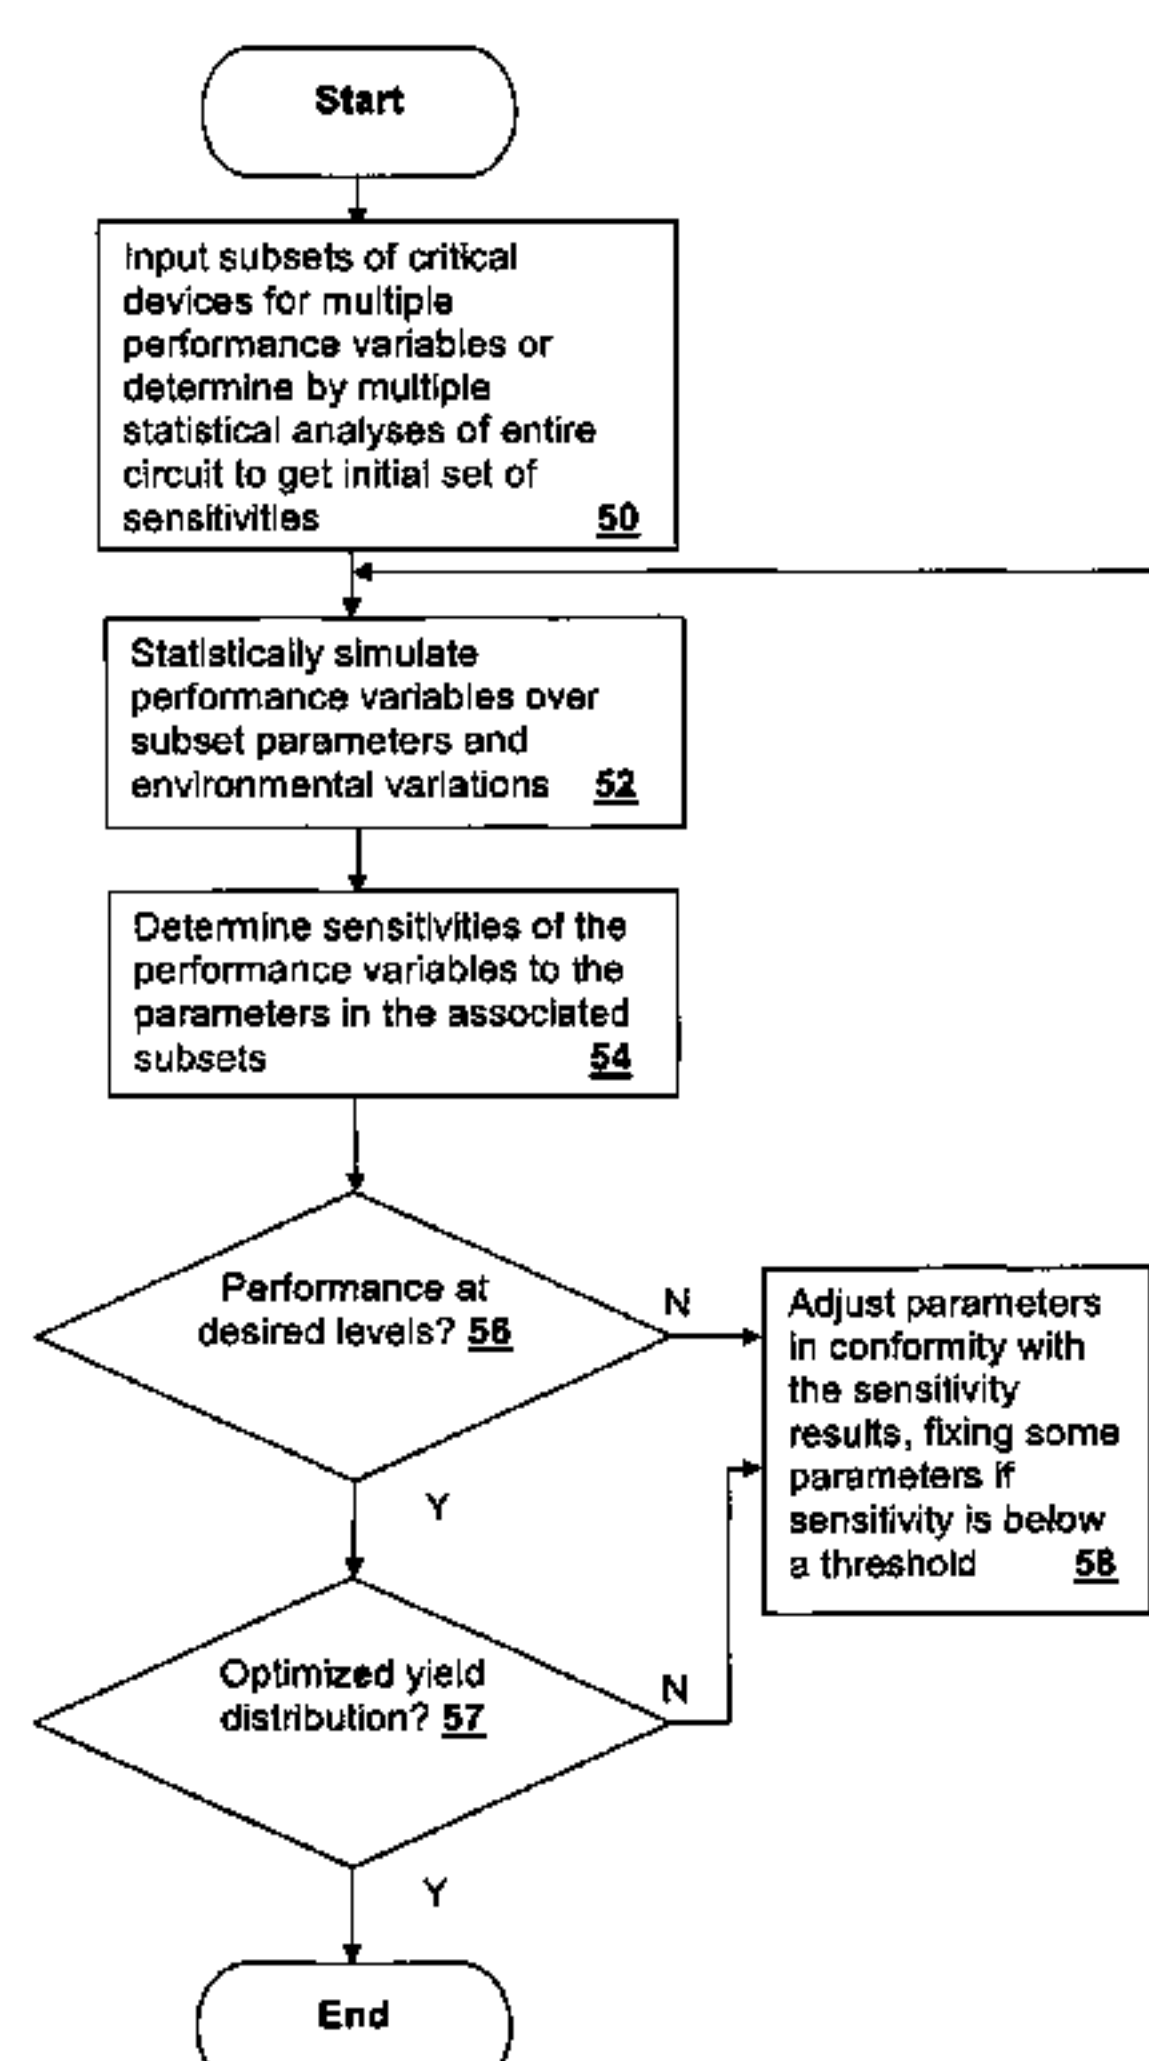 Start
Input subsets of critical
devices for multiple
performance variables or
determine by multiple
statistical analyses of entire
circuit to get initial set of
sensitivities 50
Statistically simulate
performance variables over
subset parameters and
environmental variations 52
Determine sensitivities of the
performance variables to the
parameters in the associated
subsets 54
Performance at
desired levels? 56
N
Adjust parameters
in conformity with
the sensitivity
results, fixing some
parameters if
sensitivity is below
a threshold 58
Y
Optimized yield
distribution? 57
N
Y
End